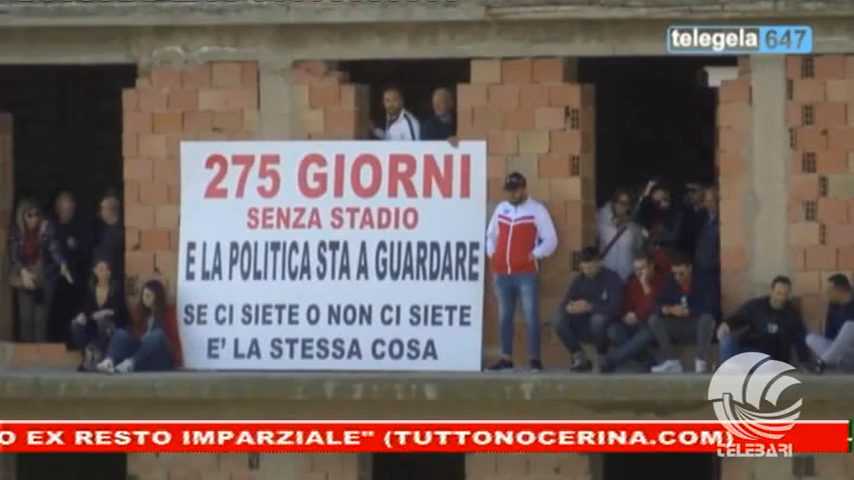 telegela 647
275 GIORNI
SENZA STADIO
E LA POLITICA STA A GUARDARE
SE CI SIETE O NON CI SIETE
E' LA STESSA COSA
O EX RESTO IMPARZIALE" (TUTTONOCERINA.COM)
TELEBARI